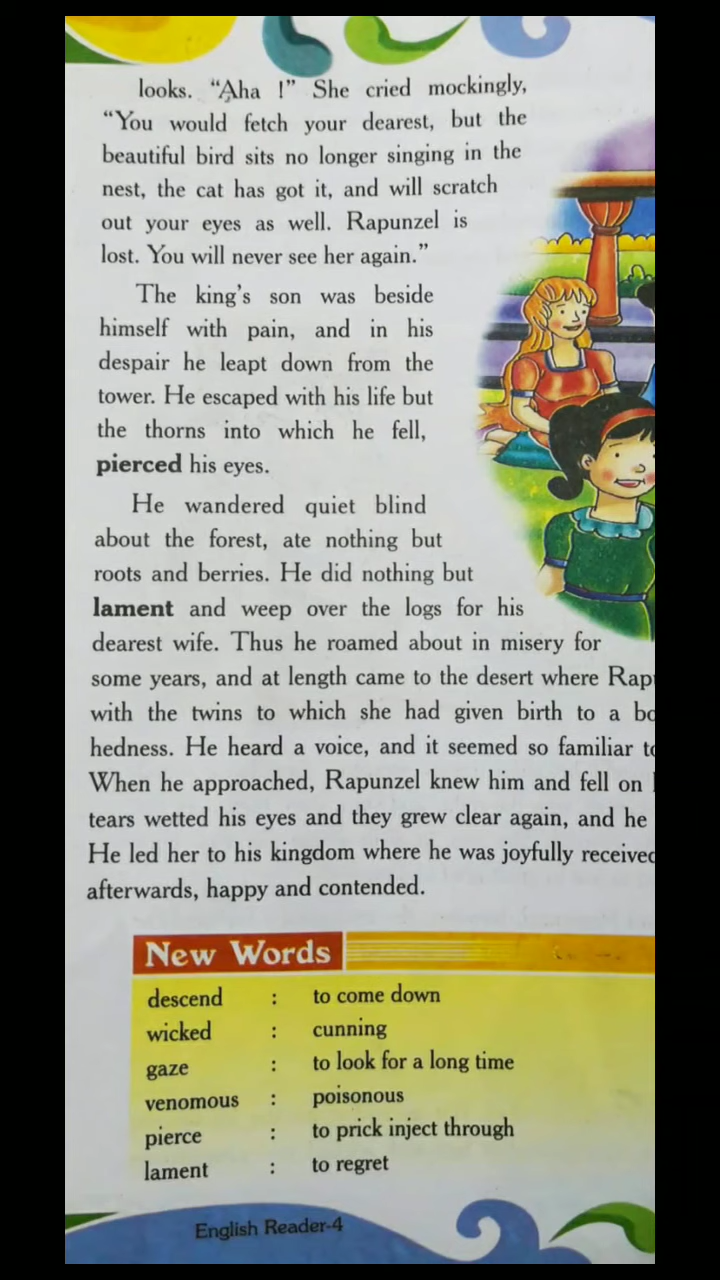 looks. “Aha !” She cried mockingly,
“You would fetch your dearest, but the
beautiful bird sits no longer singing in the
nest, the cat has got it, and will scratch
out your eyes as well. Rapunzel is
lost. You will never see her again.”
The king’s son was beside
himself with pain, and in his
despair he leapt down from the
tower. He escaped with his life but
the thorns into which he fell,
pierced his eyes.
He wandered quiet blind
about the forest, ate nothing but
roots and berries. He did nothing but
lament and weep over the logs for his
dearest wife. Thus he roamed about in misery for
some years, and at length came to the desert where
with the twins to which she had given birth to a
hedness. He heard a voice, and it seemed so familiar
When he approached, Rapunzel knew him and fell on
tears wetted his eyes and they grew clear again, and he
He led her to his kingdom where he was joyfully
afterwards, happy and contended.
New Words
descend : to come down
wicked : cunning
gaze : to look for a long time
venomous : poisonous
pierce : to prick inject through
lament : to regret
English Reader-4